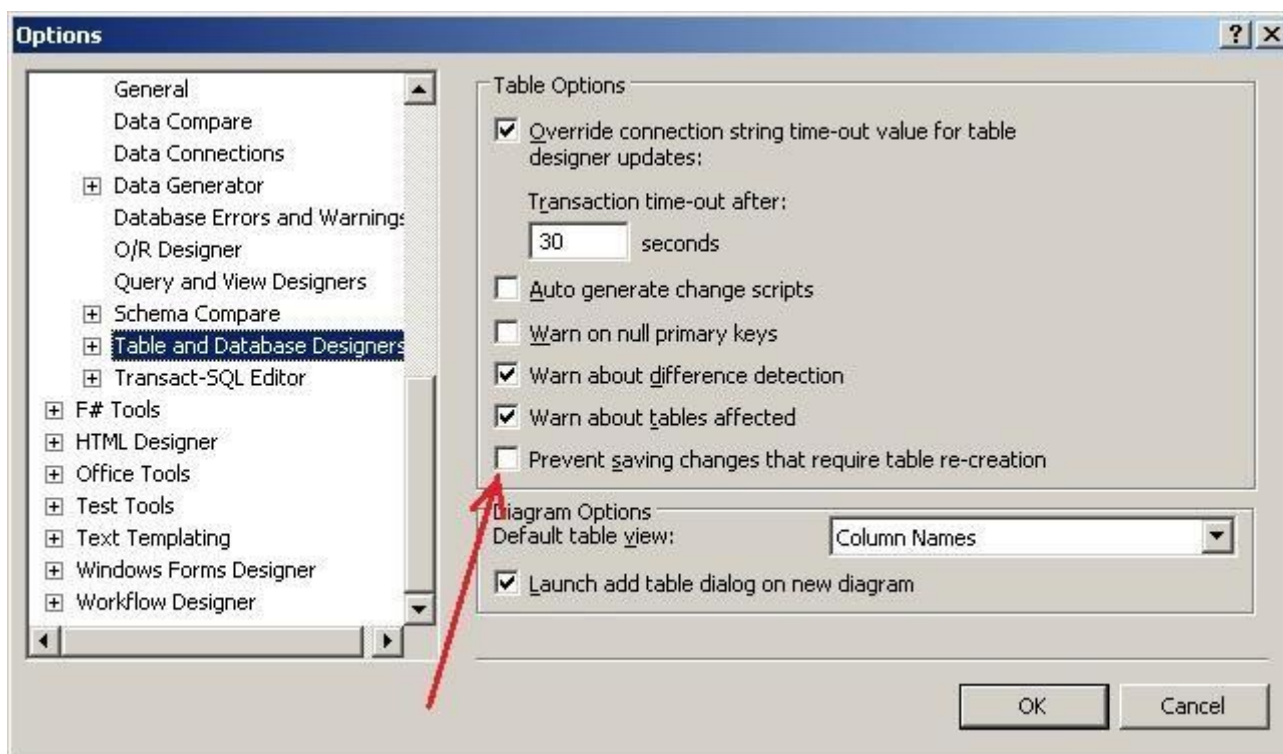 Options
General
Data Compare
Data Connections
Data Generator
Database Errors and Warnings
O/R Designer
Query and View Designers
Schema Compare
Table and Database Designers
Transact-SQL Editor
F# Tools
HTML Designer
Office Tools
Test Tools
Text Templating
Windows Forms Designer
Workflow Designer
Table Options
Override connection string time-out value for table
designer updates:
Transaction time-out after:
30 seconds
Auto generate change scripts
Warn on null primary keys
Warn about difference detection
Warn about tables affected
Prevent saving changes that require table re-creation
Diagram Options
Default table view: Column Names
Launch add table dialog on new diagram
OK Cancel